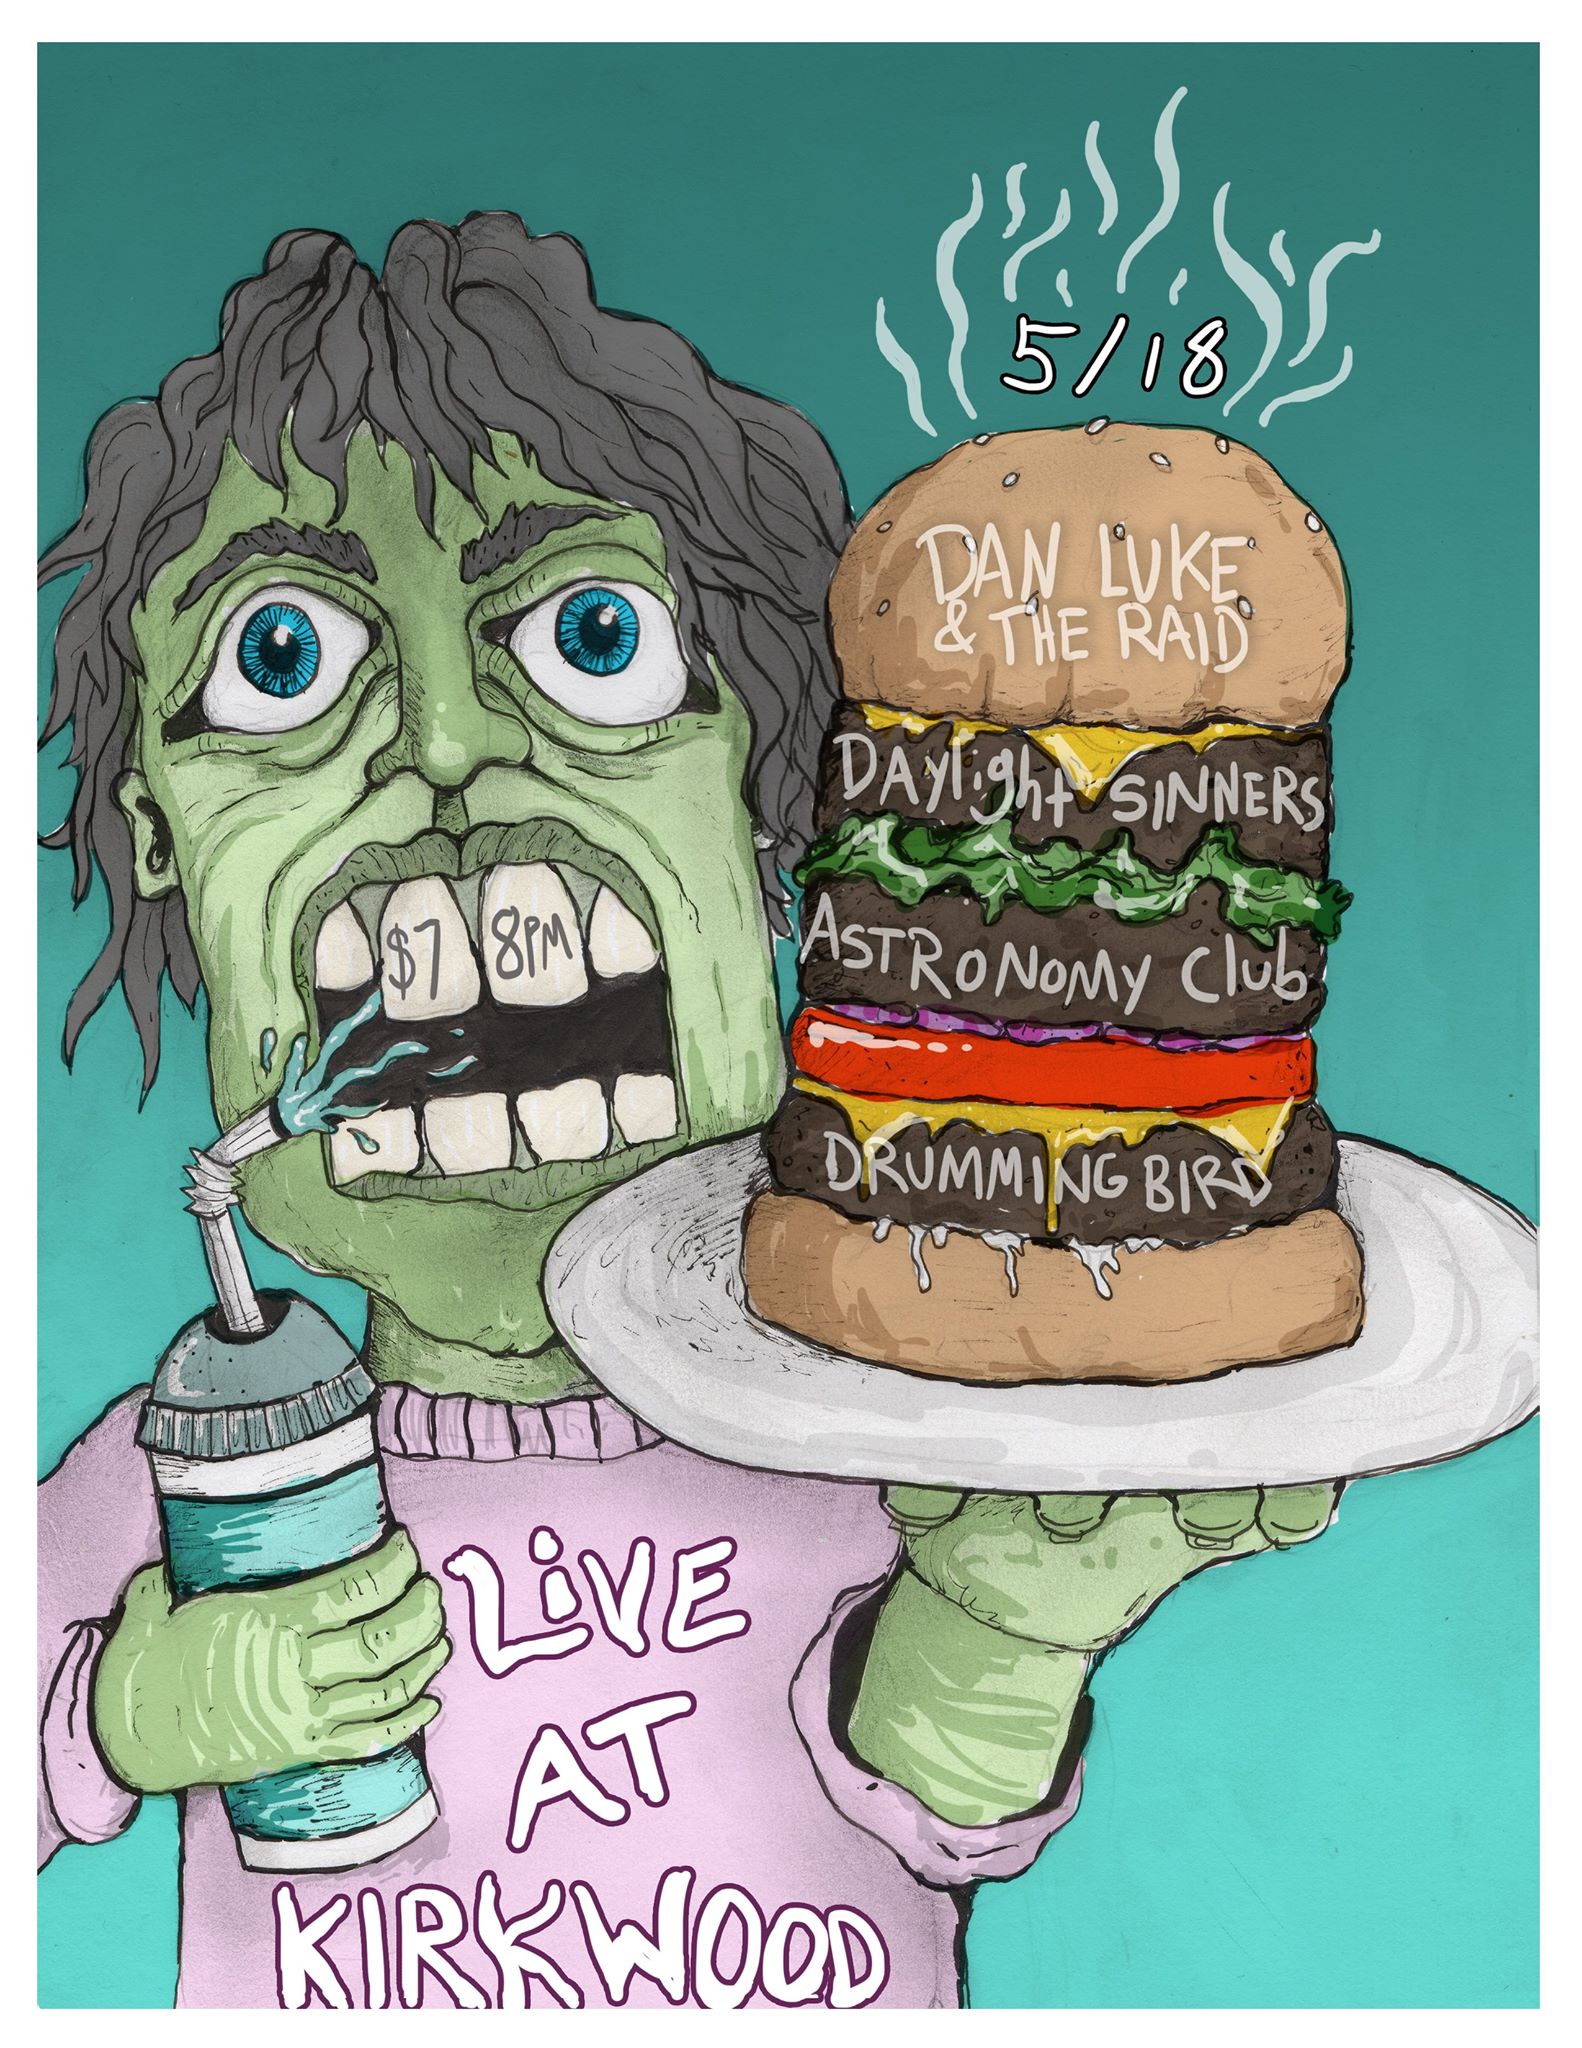 5/18
DAN LUKE
& THE RAID
DAYlight SINNERS
ASTRONOMY Club
DRUMMING BIRD
$7 8PM
LiVE
AT
KIRKWOOD